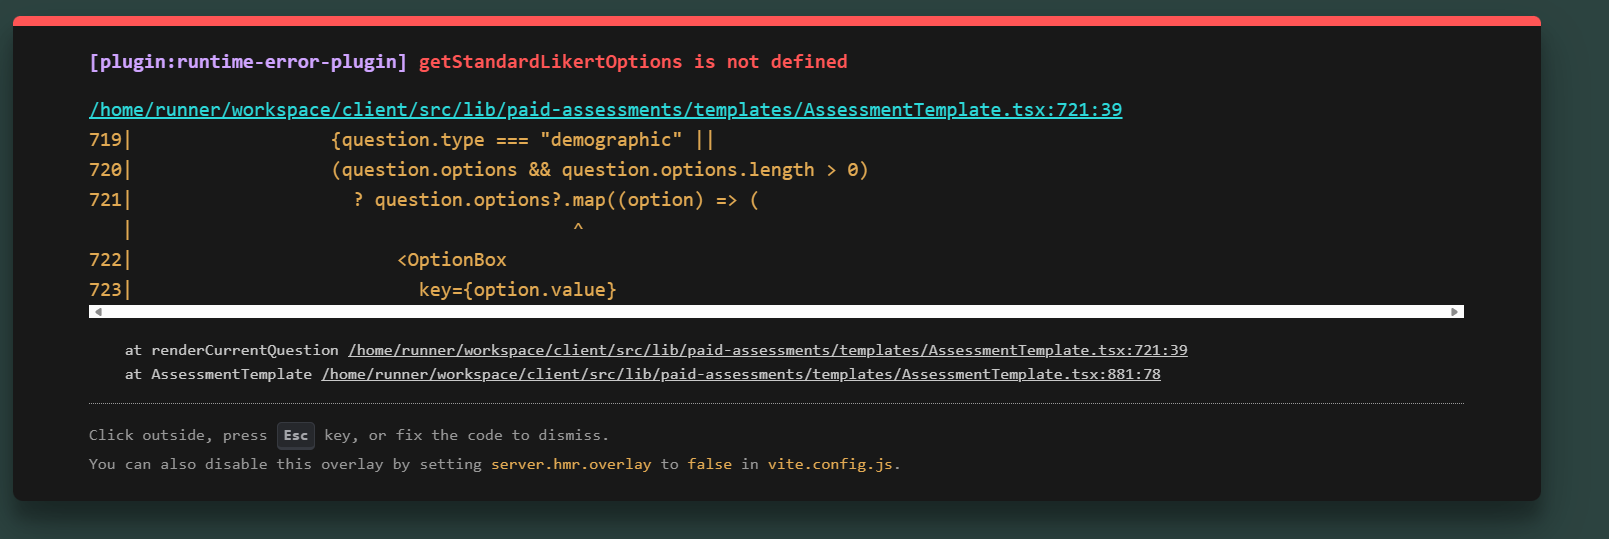 [plugin:runtime-error-plugin] getStandardLikertOptions is not defined
/home/runner/workspace/client/src/lib/paid-assessments/templates/AssessmentTemplate.tsx:721:39
719|                  {question.type === "demographic" ||
720|                  (question.options && question.options.length > 0)
721|                    ? question.options?.map((option) => (
   |                                        ^
722|                        <OptionBox
723|                          key={option.value}
at renderCurrentQuestion /home/runner/workspace/client/src/lib/paid-assessments/templates/AssessmentTemplate.tsx:721:39
at AssessmentTemplate /home/runner/workspace/client/src/lib/paid-assessments/templates/AssessmentTemplate.tsx:881:78
Click outside, press Esc key, or fix the code to dismiss.
You can also disable this overlay by setting server.hmr.overlay to false in vite.config.js.